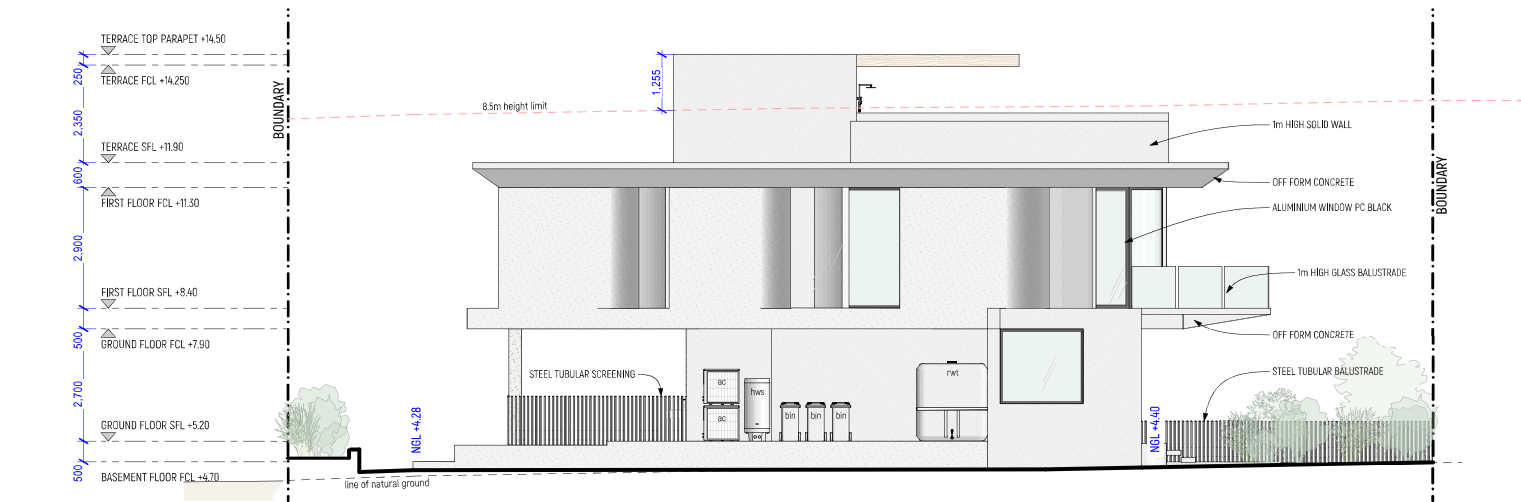 TERRACE TOP PARAPET +14.50
250
TERRACE FCL +14.250
2,350
TERRACE SFL +11.90
600
FIRST FLOOR FCL +11.30
2,900
FIRST FLOOR SFL +8.40
500
GROUND FLOOR FCL +7.90
2,700
GROUND FLOOR SFL +5.20
500
BASEMENT FLOOR FCL +4.70
BOUNDARY
8.5m height limit
1,255
1m HIGH SOLID WALL
OFF FORM CONCRETE
ALUMINIUM WINDOW PC BLACK
1m HIGH GLASS BALUSTRADE
OFF FORM CONCRETE
STEEL TUBULAR BALUSTRADE
BOUNDARY
STEEL TUBULAR SCREENING
ac
ac
hws
bin
bin
bin
rwt
NGL +4.28
NGL +4.40
line of natural ground